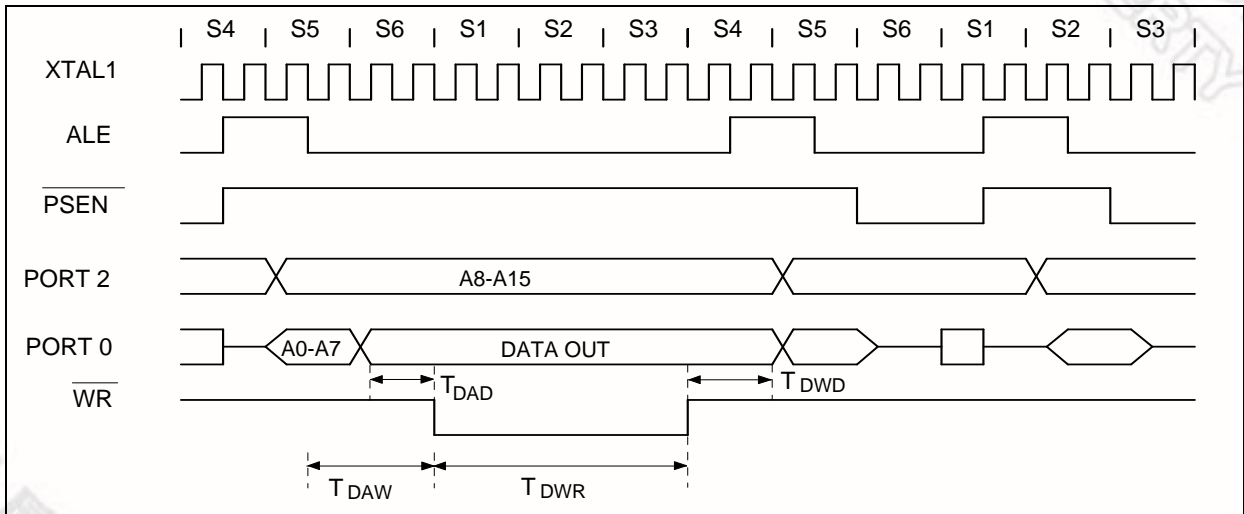 S4 S5 S6 S1 S2 S3 S4 S5 S6 S1 S2 S3
XTAL1
ALE
PSEN
PORT 2 A8-A15
PORT 0 A0-A7 DATA OUT
TDAD TDWD
WR
TDAW TDWR